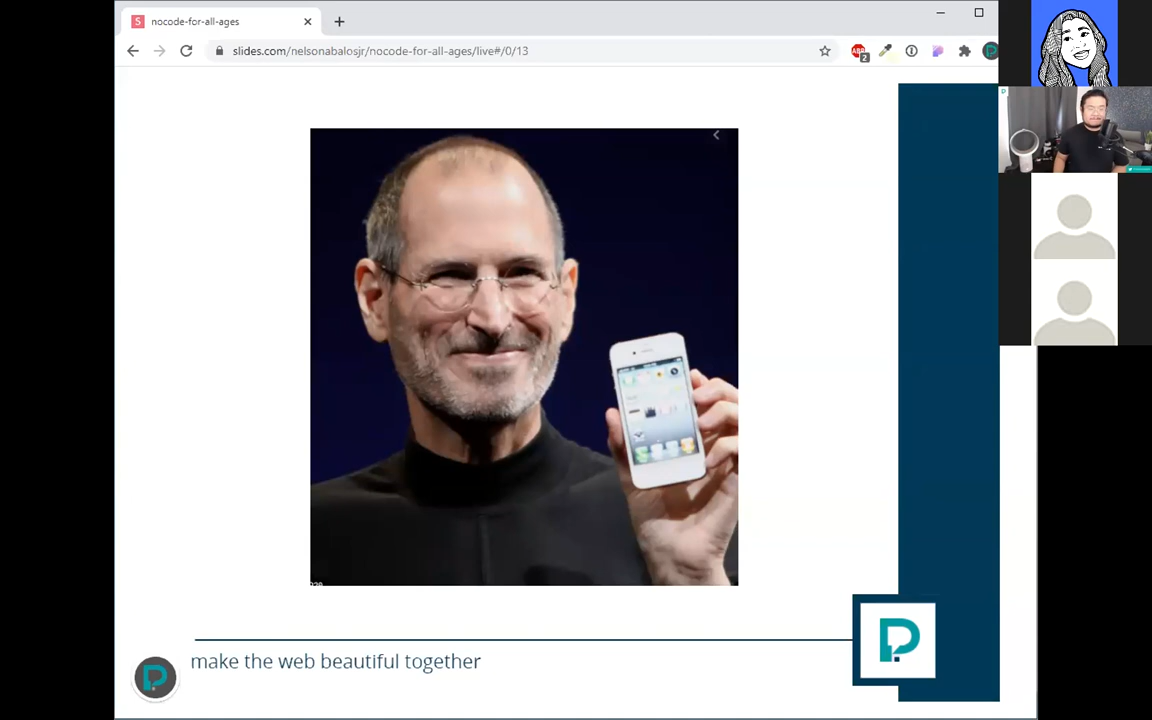 nocode-for-all-ages
slides.com/nelsonabalosjr/nocode-for-all-ages/live#/0/13
2
make the web beautiful together